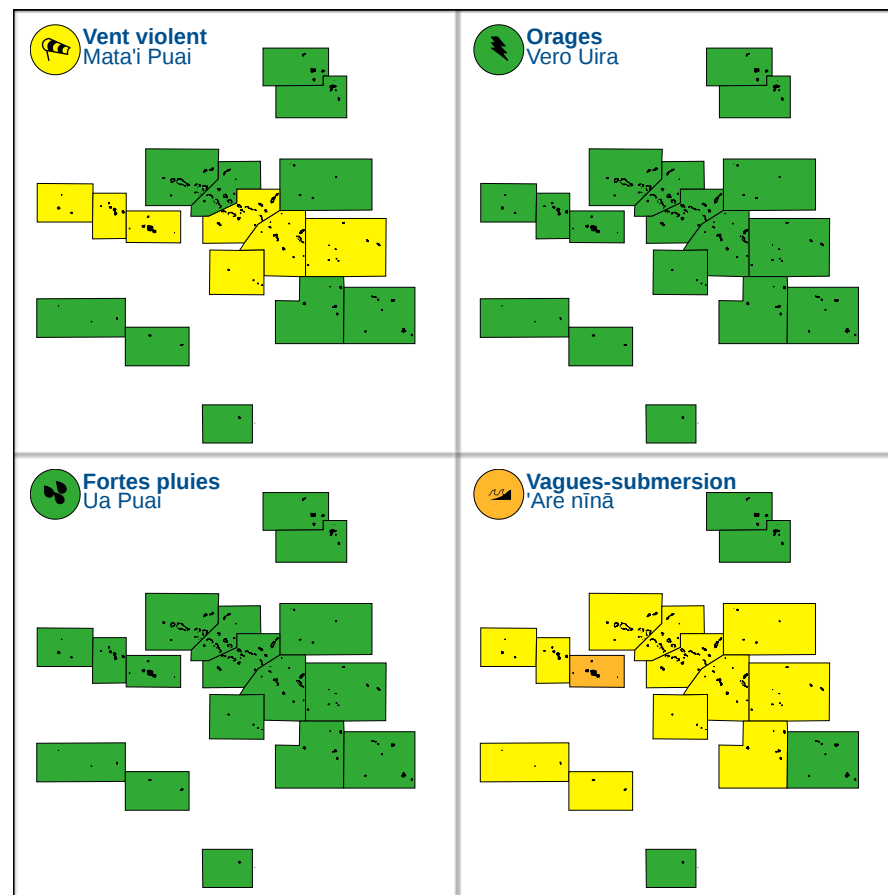 Vent violent
Mata'i Puai
Orages
Vero Uira
Fortes pluies
Ua Puai
Vagues-submersion
'Are nīnā